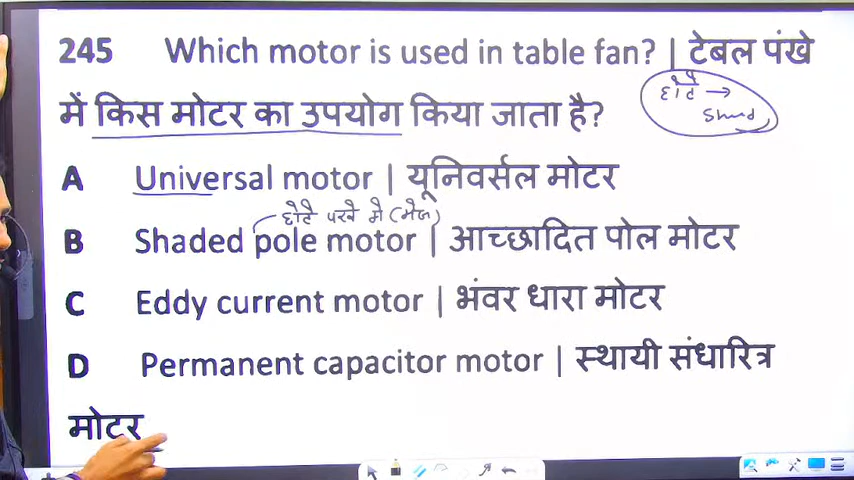 245 Which motor is used in table fan? | टेबल पंखे
में किस मोटर का उपयोग किया जाता है?
छोटे →
A Universal motor | यूनिवर्सल मोटर
छोटे पंखे में (मेज)
B Shaded pole motor | आच्छादित पोल मोटर
C Eddy current motor | भंवर धारा मोटर
D Permanent capacitor motor | स्थायी संधारित्र
मोटर